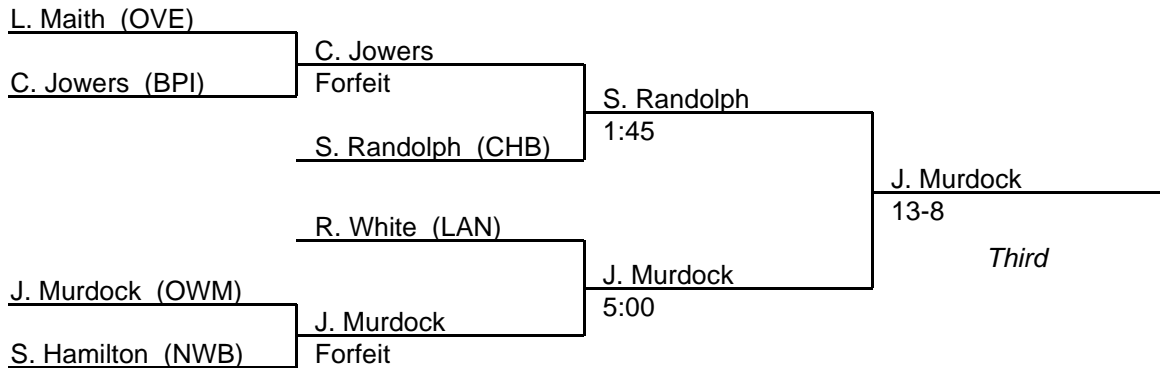 L. Maith (OVE)
C. Jowers
C. Jowers (BPI)
Forfeit
S. Randolph
1:45
S. Randolph (CHB)
J. Murdock
13-8
R. White (LAN)
Third
J. Murdock
J. Murdock (OWM)
5:00
J. Murdock
S. Hamilton (NWB)
Forfeit